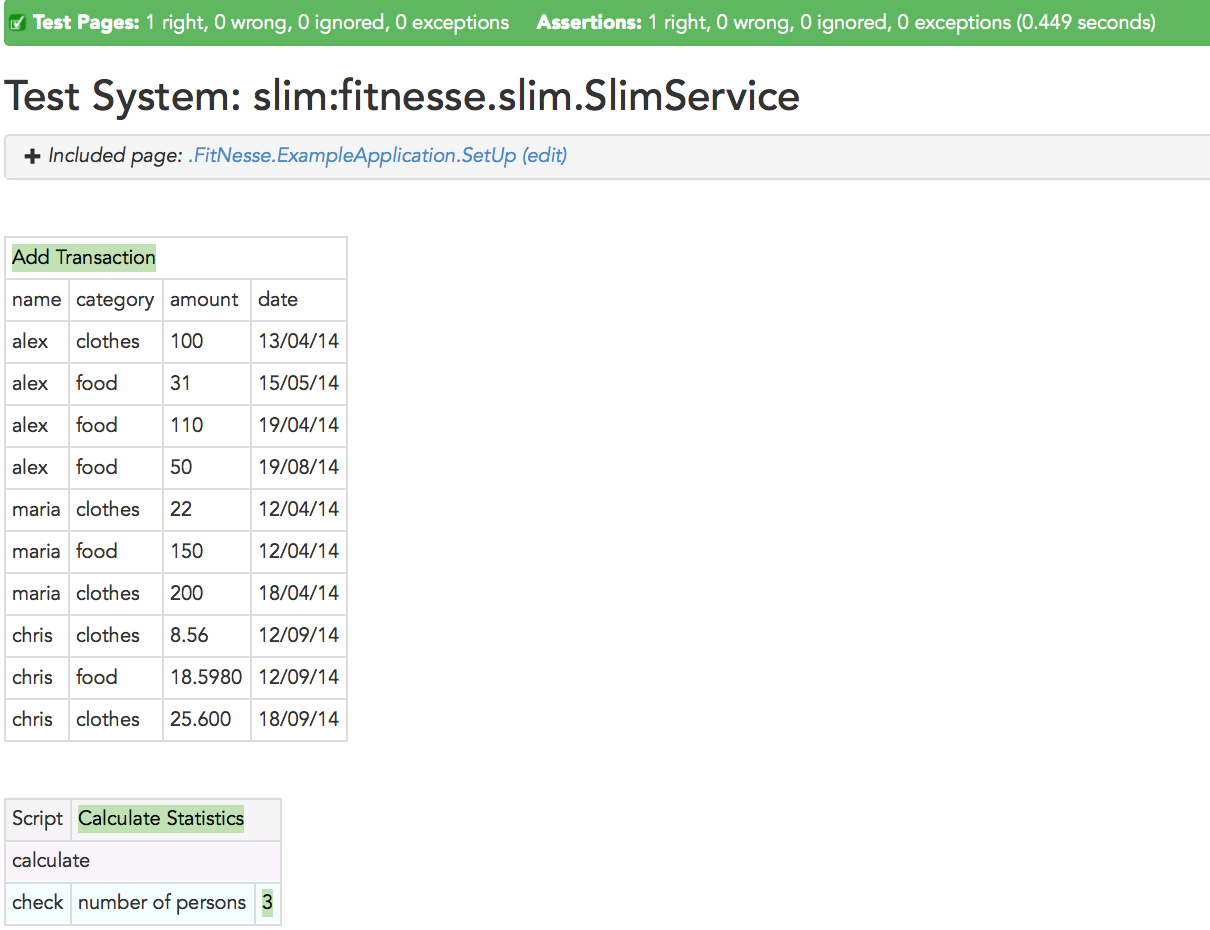 Test Pages: 1 right, 0 wrong, 0 ignored, 0 exceptions Assertions: 1 right, 0 wrong, 0 ignored, 0 exceptions (0.449 seconds)
Test System: slim:fitnesse.slim.SlimService
Included page: .FitNesse.ExampleApplication.SetUp (edit)
Add Transaction
name category amount date
alex clothes 100 13/04/14
alex food 31 15/05/14
alex food 110 19/04/14
alex food 50 19/08/14
maria clothes 22 12/04/14
maria food 150 12/04/14
maria clothes 200 18/04/14
chris clothes 8.56 12/09/14
chris food 18.5980 12/09/14
chris clothes 25.600 18/09/14
Script Calculate Statistics
calculate
check number of persons 3